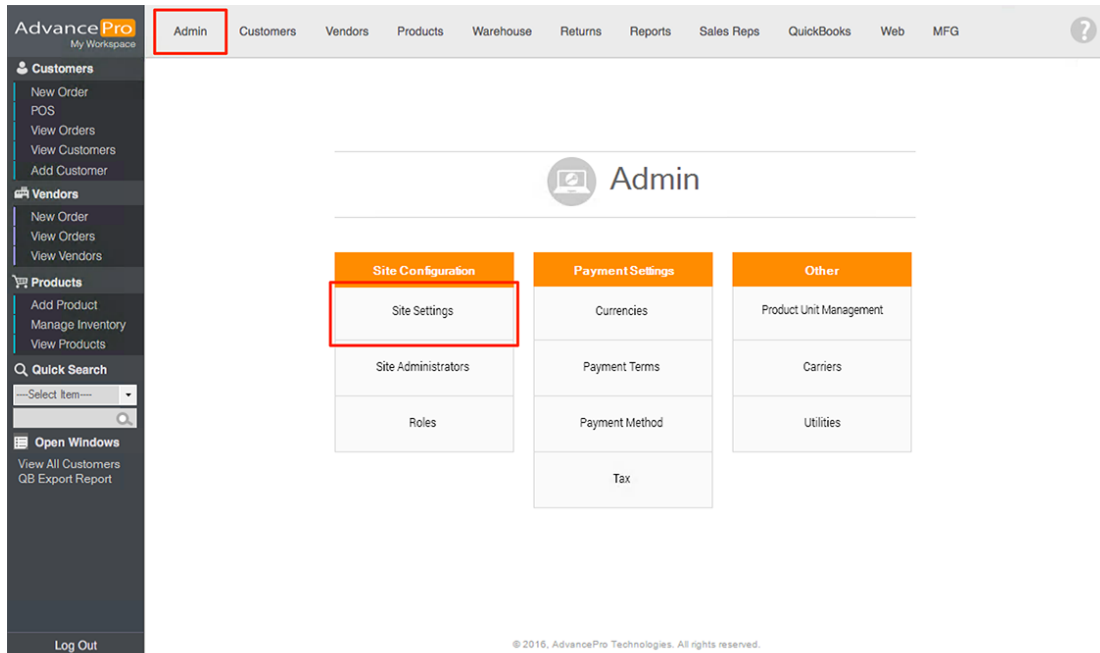 AdvancePro
My Workspace
Admin Customers Vendors Products Warehouse Returns Reports Sales Reps QuickBooks Web MFG ?
Customers
New Order
POS
View Orders
View Customers
Add Customer
Vendors
New Order
View Orders
View Vendors
Products
Add Product
Manage Inventory
View Products
Quick Search
----Select Item----
Open Windows
View All Customers
QB Export Report
Log Out
Admin
Site Configuration
Site Settings
Site Administrators
Roles
Payment Settings
Currencies
Payment Terms
Payment Method
Tax
Other
Product Unit Management
Carriers
Utilities
© 2016, AdvancePro Technologies. All rights reserved.